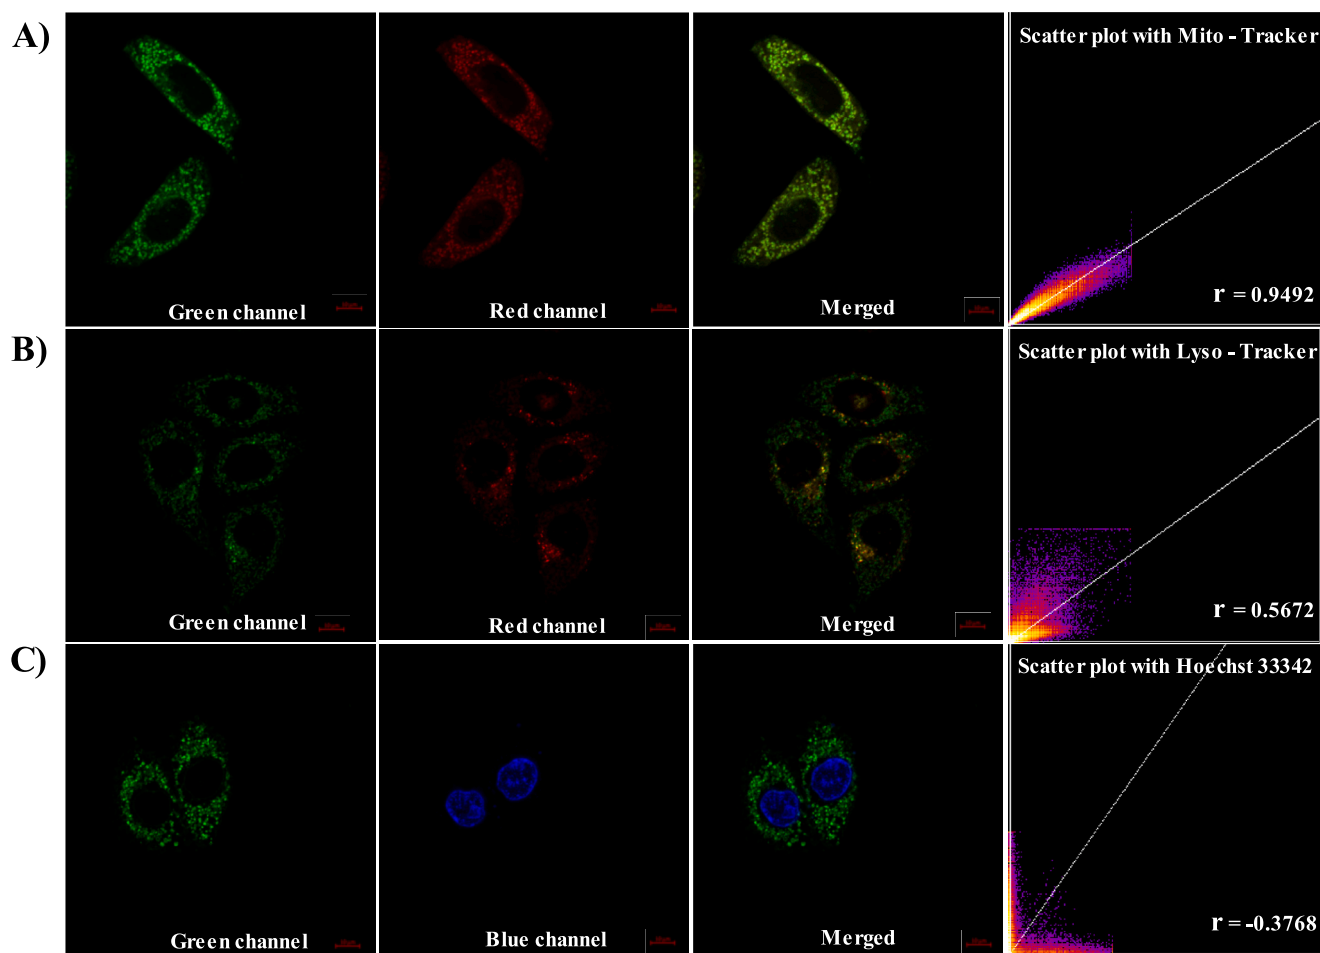 A)
Scatter plot with Mito - Tracker
Green channel
Red channel
Merged
r = 0.9492
B)
Scatter plot with Lyso - Tracker
Green channel
Red channel
Merged
r = 0.5672
C)
Scatter plot with Hoechst 33342
Green channel
Blue channel
Merged
r = -0.3768